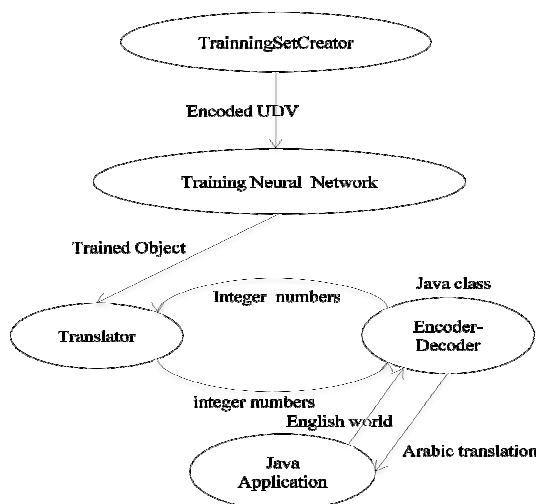 TrainningSetCreator
Encoded UDV
Training Neural Network
Trained Object
Integer numbers
Java class
Translator
Encoder-
Decoder
integer numbers
English world
Arabic translation
Java
Application